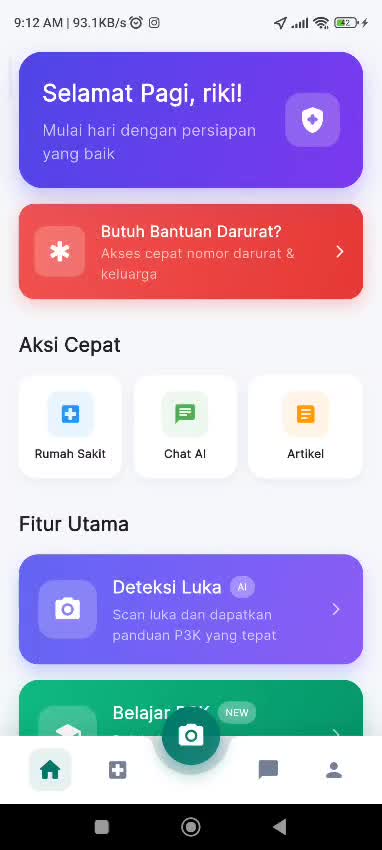 9:12 AM | 93.1KB/s
42
Selamat Pagi, riki!
Mulai hari dengan persiapan
yang baik
Butuh Bantuan Darurat?
Akses cepat nomor darurat &
keluarga
Aksi Cepat
Rumah Sakit
Chat AI
Artikel
Fitur Utama
Deteksi Luka AI
Scan luka dan dapatkan
panduan P3K yang tepat
Belajar NEW